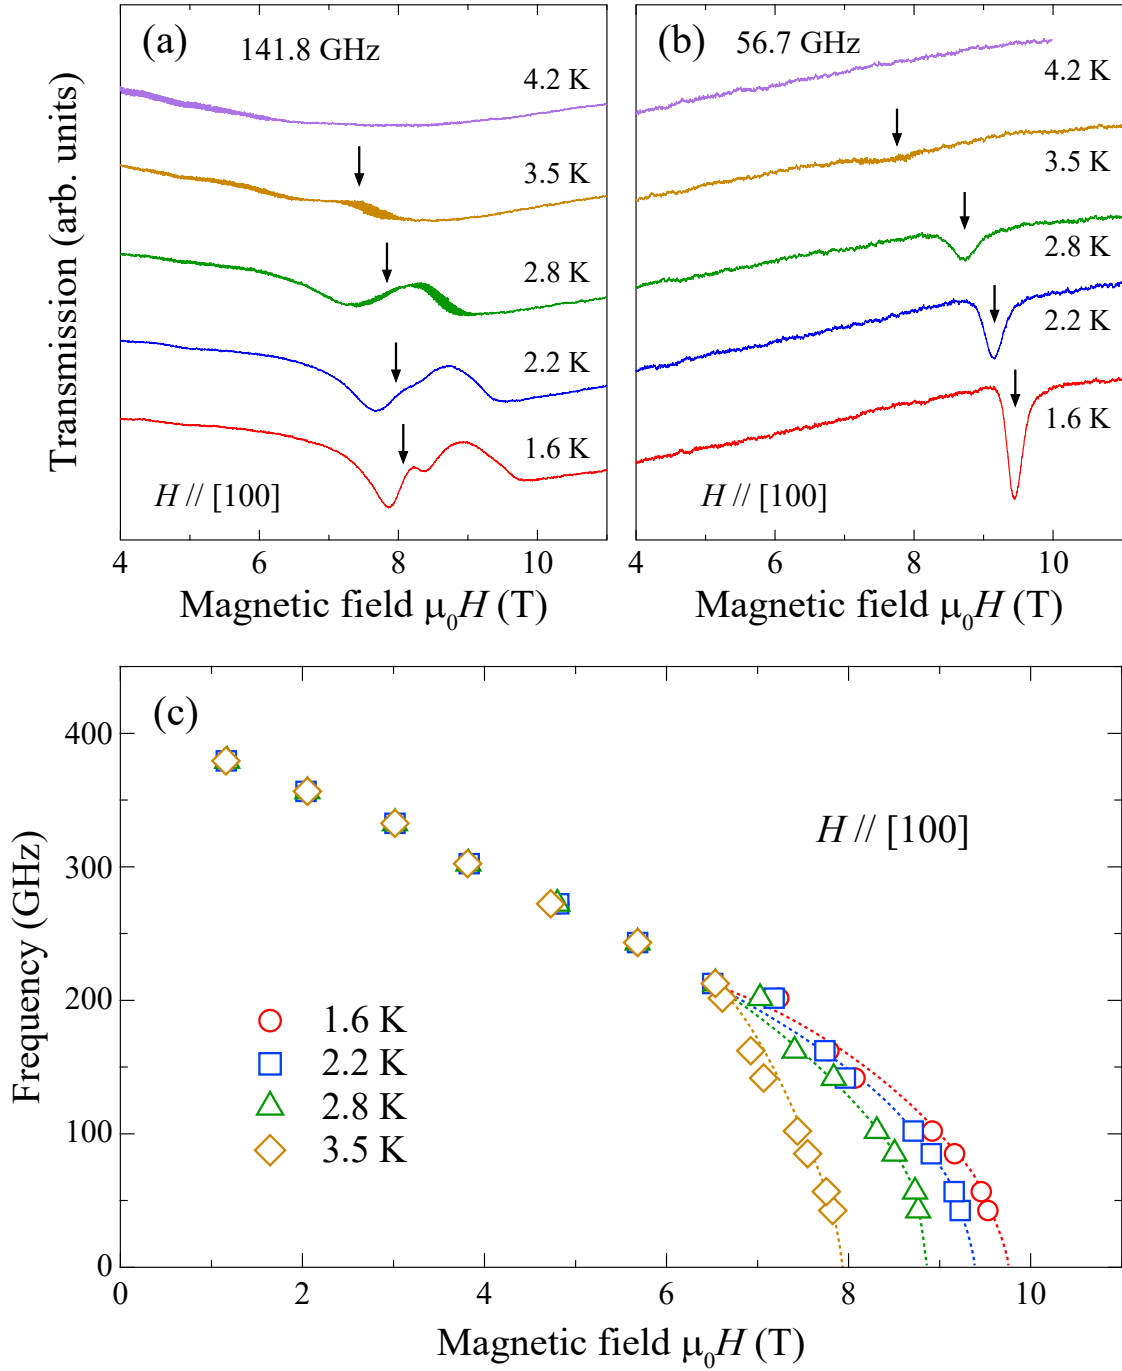 (a)
141.8 GHz
4.2 K
3.5 K
2.8 K
2.2 K
1.6 K
H // [100]
Transmission (arb. units)
4 6 8 10
Magnetic field μ₀H (T)
(b)
56.7 GHz
4.2 K
3.5 K
2.8 K
2.2 K
1.6 K
H // [100]
4 6 8 10
Magnetic field μ₀H (T)
(c)
H // [100]
400
300
200
100
0
Frequency (GHz)
1.6 K
2.2 K
2.8 K
3.5 K
0 2 4 6 8 10
Magnetic field μ₀H (T)